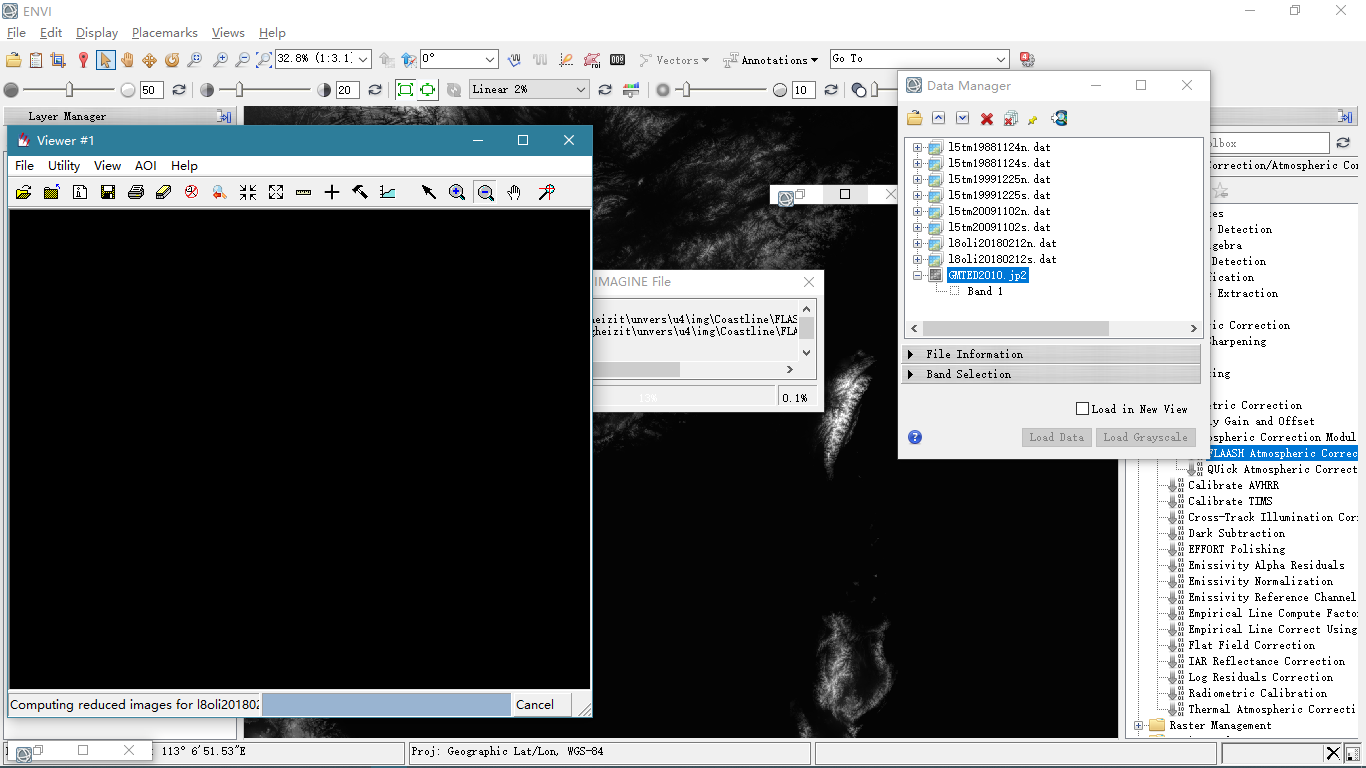 ENVI
File Edit Display Placemarks Views Help
32.8% (1:3.1 0° Vectors Annotations Go To
50 20 Linear 2% 10
Layer Manager
Viewer #1
File Utility View AOI Help
Computing reduced images for l8oli201802
Cancel
IMAGINE File
heizit\unvers\u4\img\Coastline\FLAS
gheizit\unvers\u4\img\Coastline\FLA
13%
0.1%
Data Manager
l5tm19881124n.dat
l5tm19881124s.dat
l5tm19991225n.dat
l5tm19991225s.dat
l5tm20091102n.dat
l5tm20091102s.dat
l8oli20180212n.dat
l8oli20180212s.dat
GMTED2010.jp2
Band 1
File Information
Band Selection
Load in New View
Load Data Load Grayscale
lbox
Correction/Atmospheric Cor
es
y Detection
gebra
Detection
fication
e Extraction
ic Correction
harpening
ing
tric Correction
ly Gain and Offset
ospheric Correction Modul
FLAASH Atmospheric Correc
QUick Atmospheric Correct
Calibrate AVHRR
Calibrate TIMS
Cross-Track Illumination Cor
Dark Subtraction
EFFORT Polishing
Emissivity Alpha Residuals
Emissivity Normalization
Emissivity Reference Channel
Empirical Line Compute Facto
Empirical Line Correct Using
Flat Field Correction
IAR Reflectance Correction
Log Residuals Correction
Radiometric Calibration
Thermal Atmospheric Correcti
Raster Management
113° 6'51.53"E
Proj: Geographic Lat/Lon, WGS-84